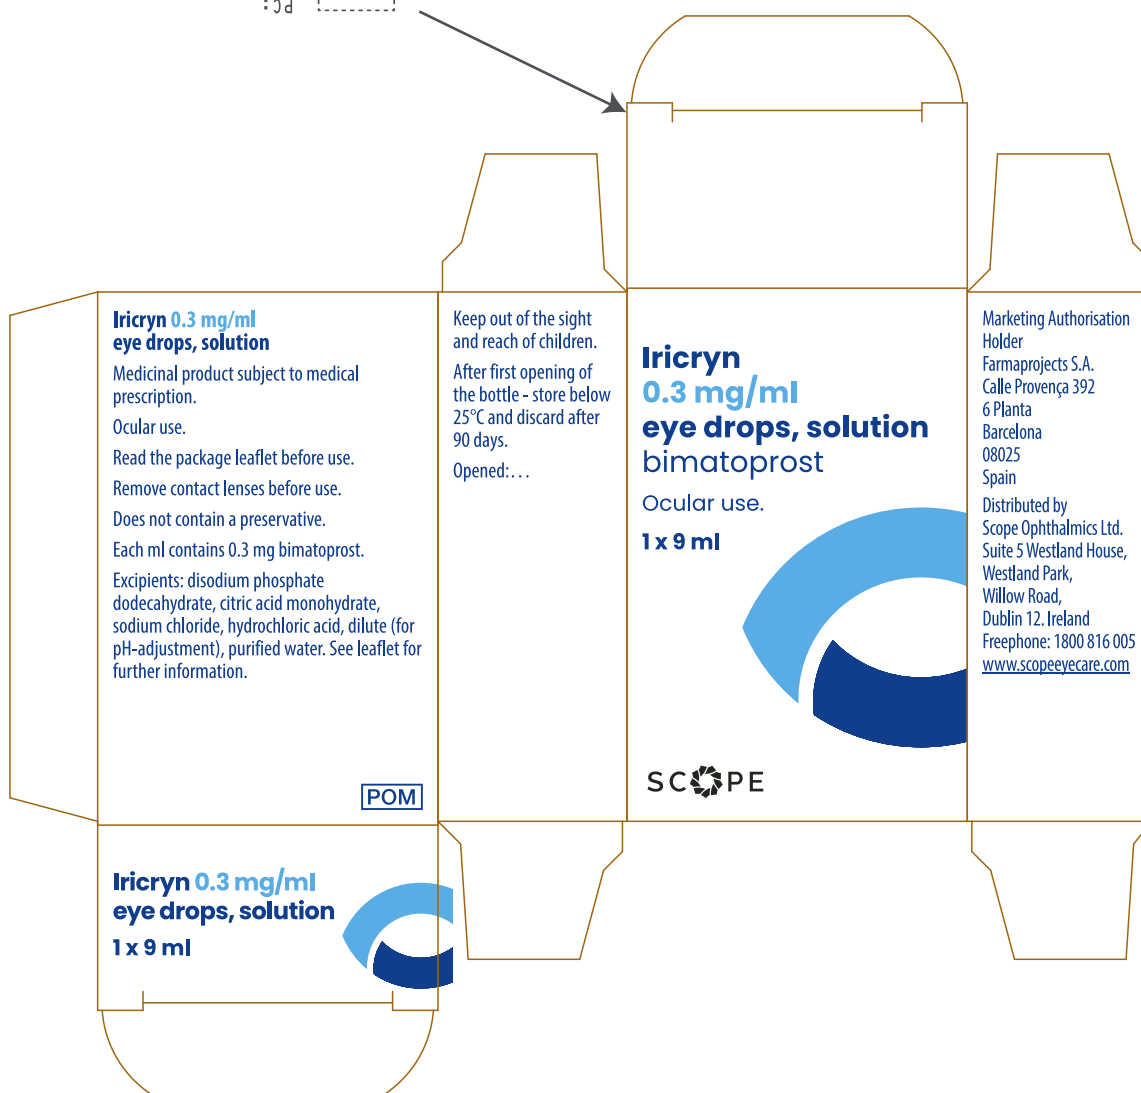 PC:
Iricryn 0.3 mg/ml
eye drops, solution
Medicinal product subject to medical
prescription.
Ocular use.
Read the package leaflet before use.
Remove contact lenses before use.
Does not contain a preservative.
Each ml contains 0.3 mg bimatoprost.
Excipients: disodium phosphate
dodecahydrate, citric acid monohydrate,
sodium chloride, hydrochloric acid, dilute (for
pH-adjustment), purified water. See leaflet for
further information.
POM
Iricryn 0.3 mg/ml
eye drops, solution
1 x 9 ml
Keep out of the sight
and reach of children.
After first opening of
the bottle - store below
25°C and discard after
90 days.
Opened:…
Iricryn
0.3 mg/ml
eye drops, solution
bimatoprost
Ocular use.
1 x 9 ml
SCOPE
Marketing Authorisation
Holder
Farmaprojects S.A.
Calle Provença 392
6 Planta
Barcelona
08025
Spain
Distributed by
Scope Ophthalmics Ltd.
Suite 5 Westland House,
Westland Park,
Willow Road,
Dublin 12. Ireland
Freephone: 1800 816 005
www.scopeeyecare.com